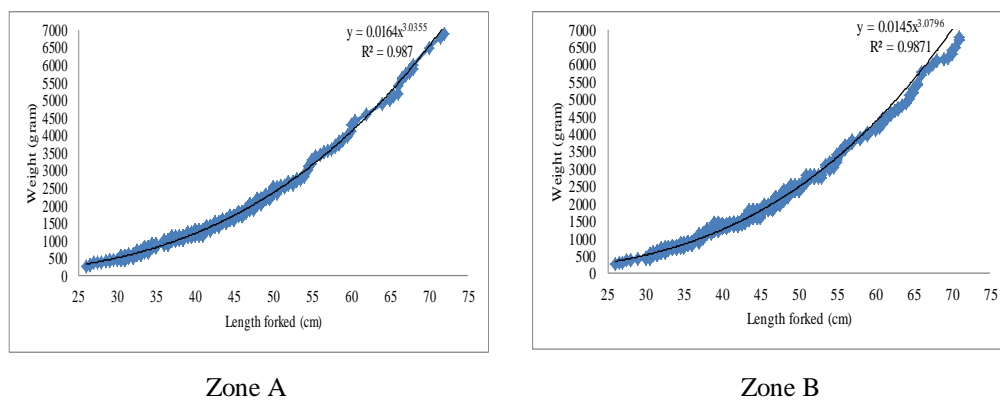 y = 0.0164x^3.0355
R² = 0.987
7000
6500
6000
5500
5000
4500
4000
3500
3000
2500
2000
1500
1000
500
0
Weight (gram)
25 30 35 40 45 50 55 60 65 70 75
Length forked (cm)
Zone A
y = 0.0145x^3.0796
R² = 0.9871
7000
6500
6000
5500
5000
4500
4000
3500
3000
2500
2000
1500
1000
500
0
Weight (gram)
25 30 35 40 45 50 55 60 65 70 75
Length forked (cm)
Zone B